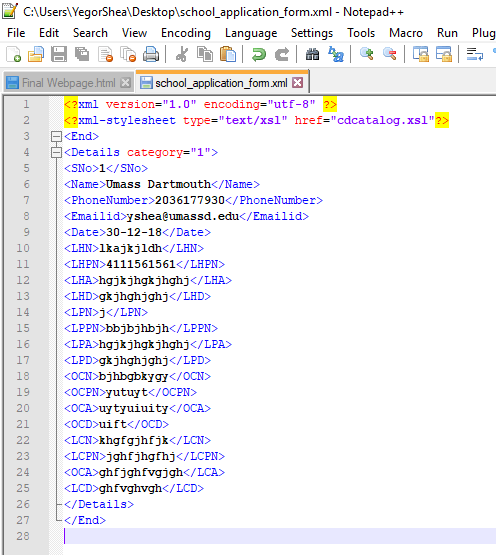 C:\Users\YegorShea\Desktop\school_application_form.xml - Notepad++
File Edit Search View Encoding Language Settings Tools Macro Run Plug
Final Webpage.html school_application_form.xml
1 <?xml version="1.0" encoding="utf-8" ?>
2 <?xml-stylesheet type="text/xsl" href="cdcatalog.xsl"?>
3 <End>
4 <Details category="1">
5 <SNo>1</SNo>
6 <Name>Umass Dartmouth</Name>
7 <PhoneNumber>2036177930</PhoneNumber>
8 <Emailid>yshea@umassd.edu</Emailid>
9 <Date>30-12-18</Date>
10 <LHN>lkajkjldh</LHN>
11 <LHPN>4111561561</LHPN>
12 <LHA>hgjkjhgkjhghj</LHA>
13 <LHD>gkjhghjghj</LHD>
14 <LPN>j</LPN>
15 <LPPN>bbjbjhbjh</LPPN>
16 <LPA>hgjkjhgkjhghj</LPA>
17 <LPD>gkjhghjghj</LPD>
18 <OCN>bjhbgbkygy</OCN>
19 <OCPN>yutuyt</OCPN>
20 <OCA>uytyuiuity</OCA>
21 <OCD>uift</OCD>
22 <LCN>khgfgjhfjk</LCN>
23 <LCPN>jghfjhgfhj</LCPN>
24 <OCA>ghfjghfvgjgh</LCA>
25 <LCD>ghfvghvgh</LCD>
26 </Details>
27 </End>
28